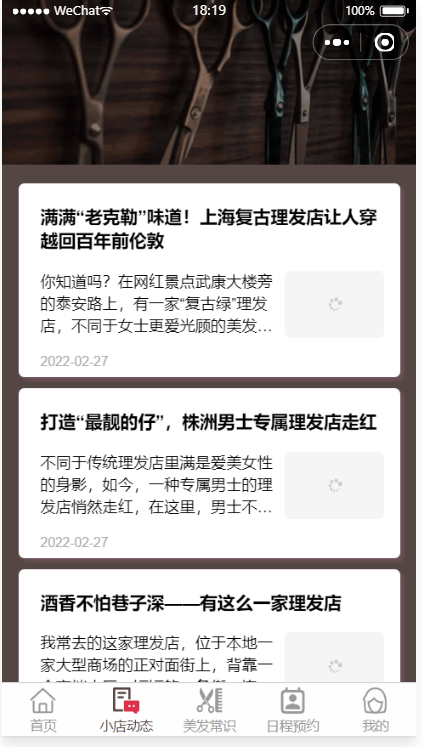 WeChat 18:19 100%
满满“老克勒”味道！上海复古理发店让人穿
越回百年前伦敦
你知道吗？在网红景点武康大楼旁
的泰安路上，有一家“复古绿”理发
店，不同于女士更爱光顾的美发...
2022-02-27
打造“最靓的仔”，株洲男士专属理发店走红
不同于传统理发店里满是爱美女性
的身影，如今，一种专属男士的理
发店悄然走红，在这里，男士不...
2022-02-27
酒香不怕巷子深——有这么一家理发店
我常去的这家理发店，位于本地一
家大型商场的正对面街上，背靠一
首页 小店动态 美发常识 日程预约 我的